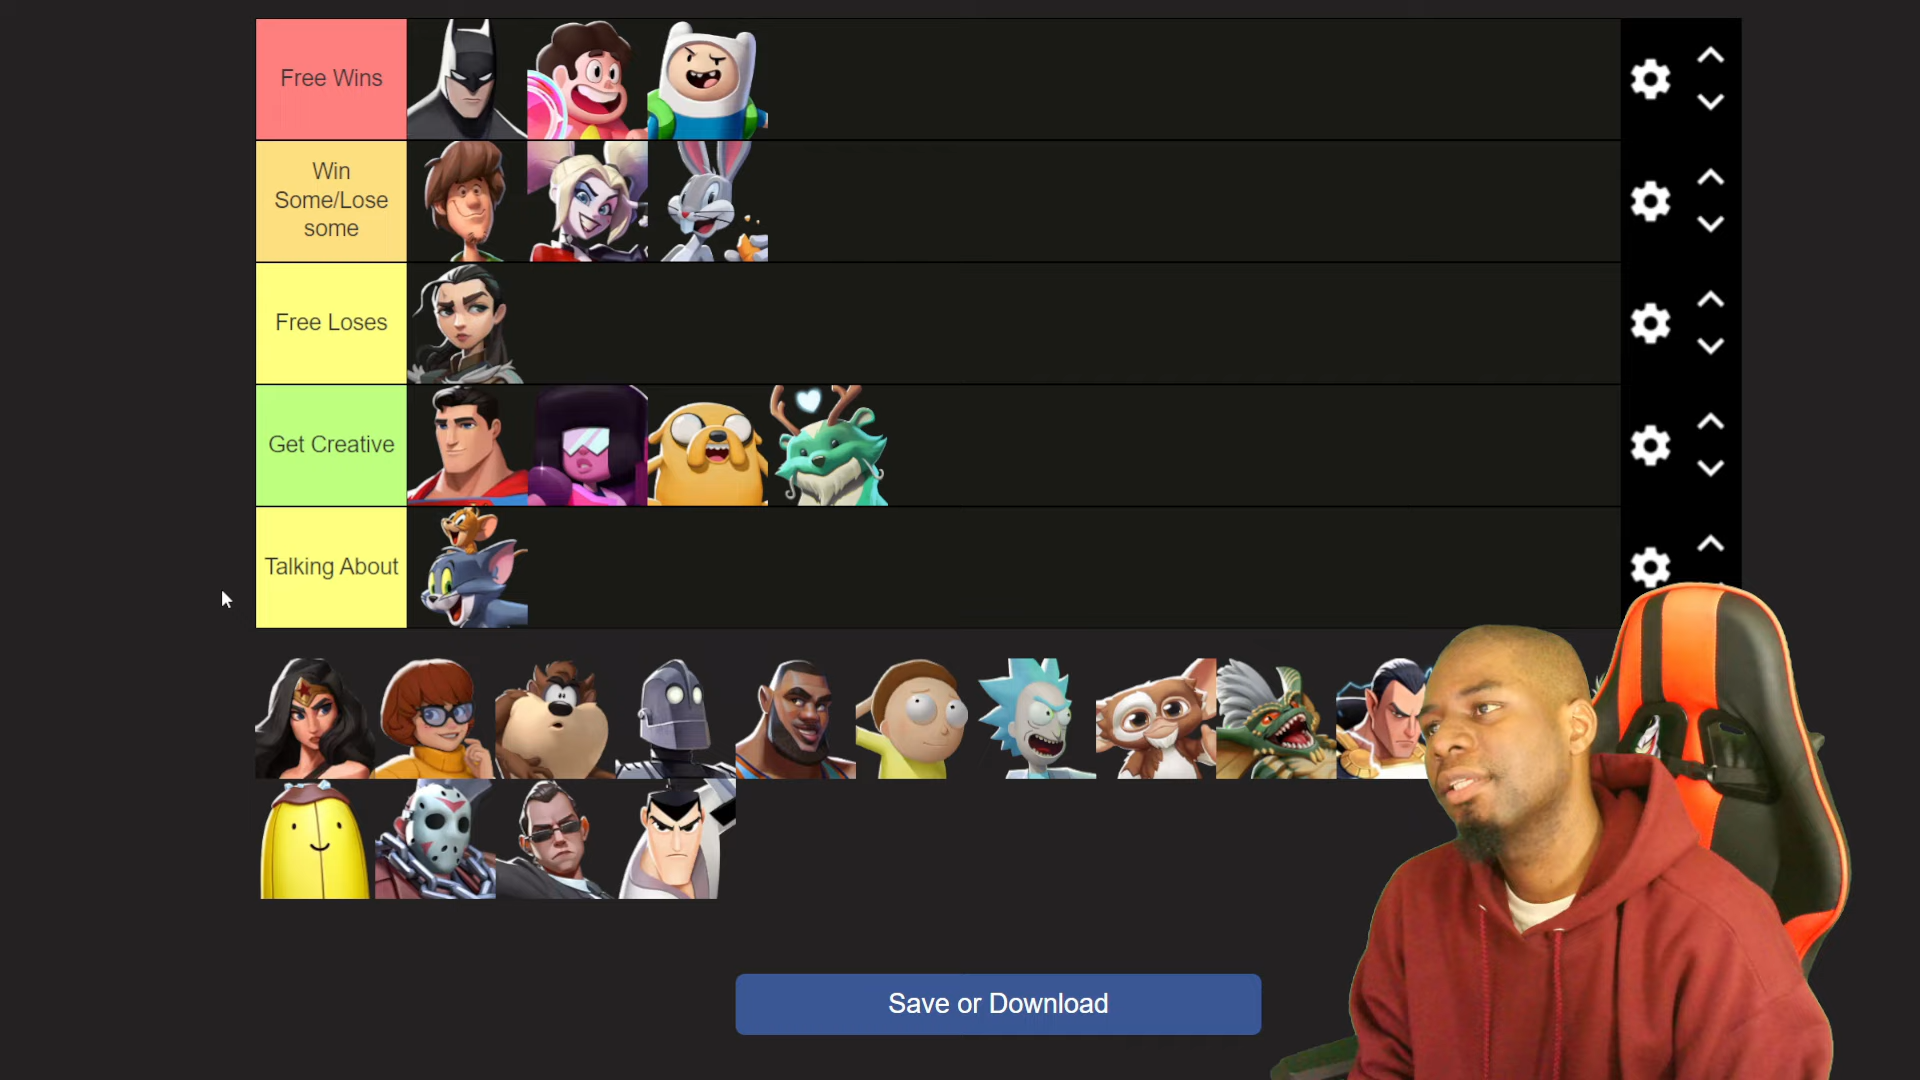 Free Wins
Win
Some/Lose
some
Free Loses
Get Creative
Talking About
Save or Download